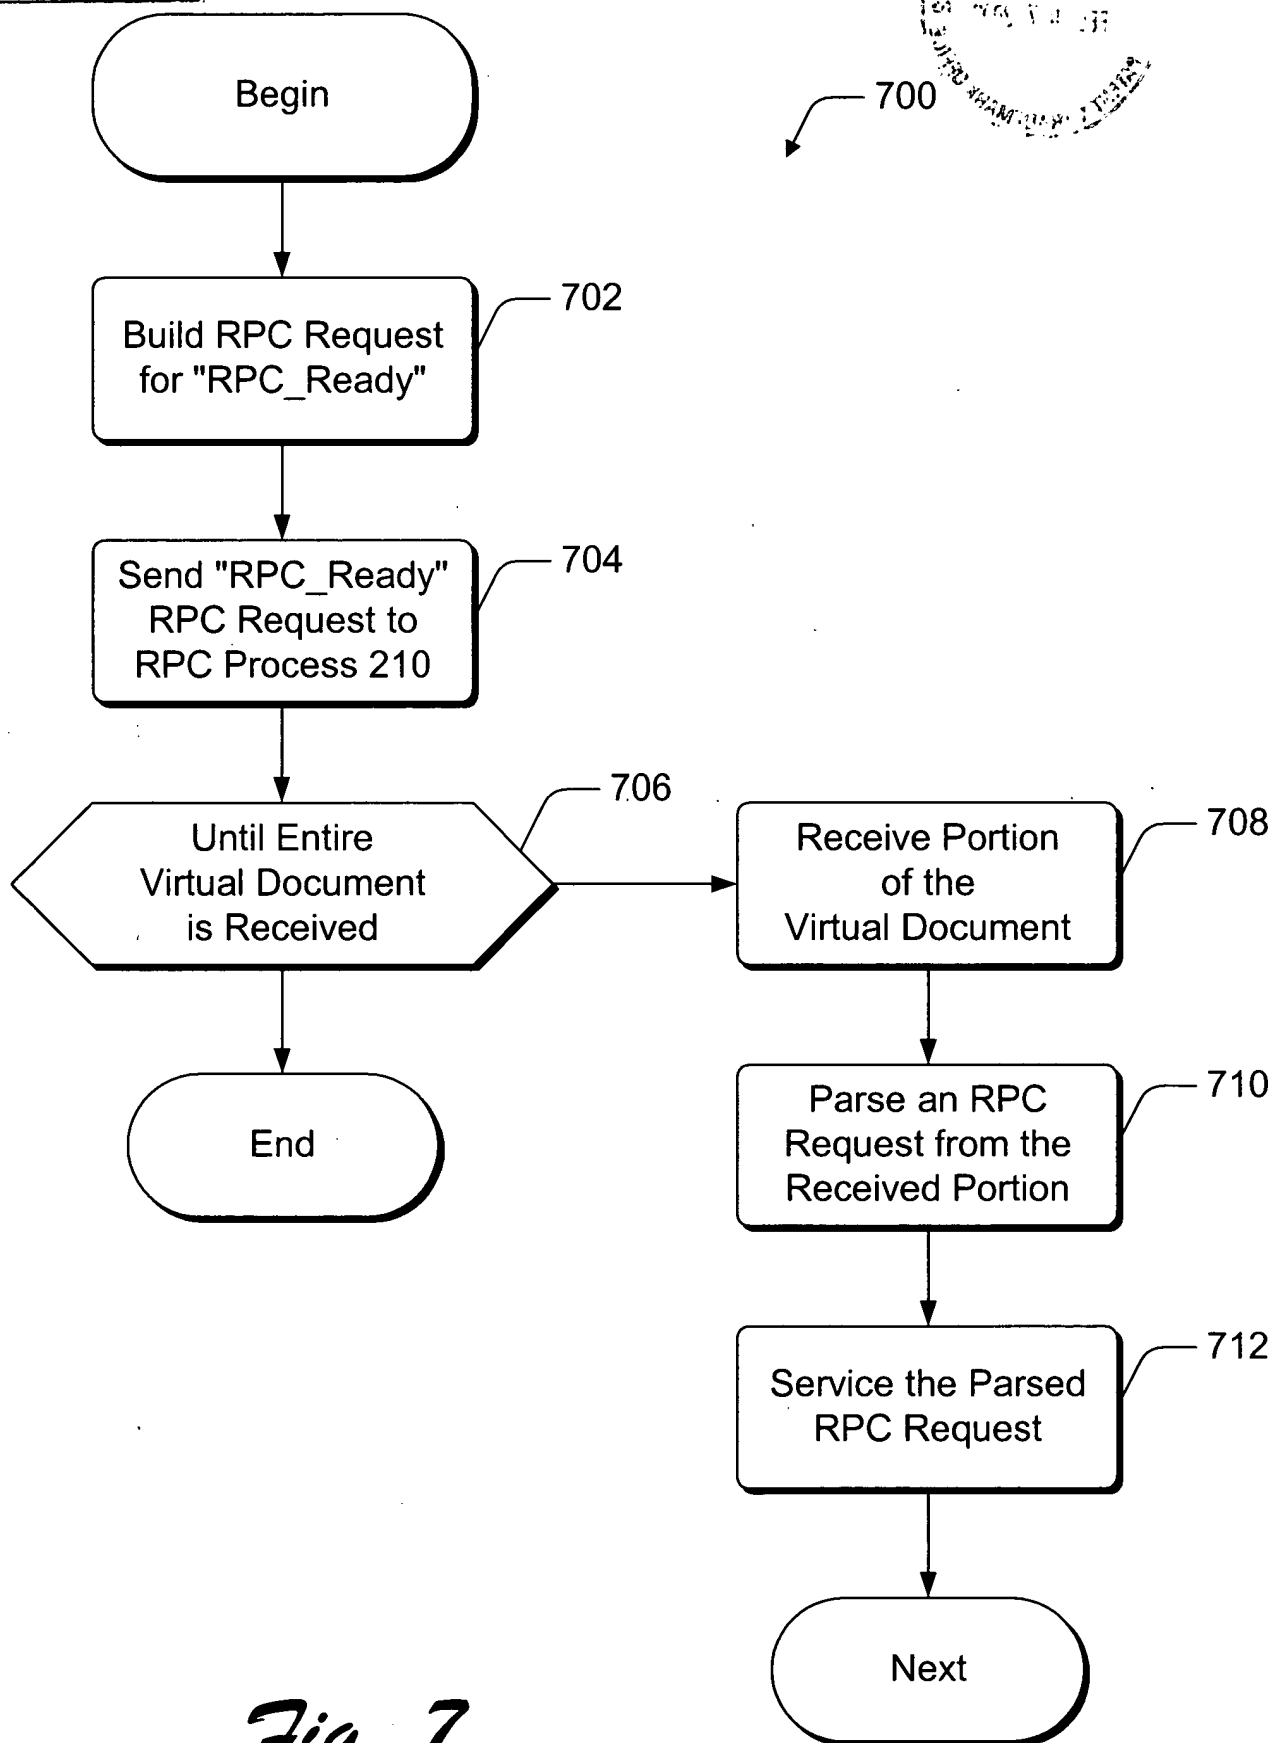 Begin
700
702
Build RPC Request
for "RPC_Ready"
704
Send "RPC_Ready"
RPC Request to
RPC Process 210
706
Until Entire
Virtual Document
is Received
708
Receive Portion
of the
Virtual Document
End
710
Parse an RPC
Request from the
Received Portion
712
Service the Parsed
RPC Request
Next
Fig. 7